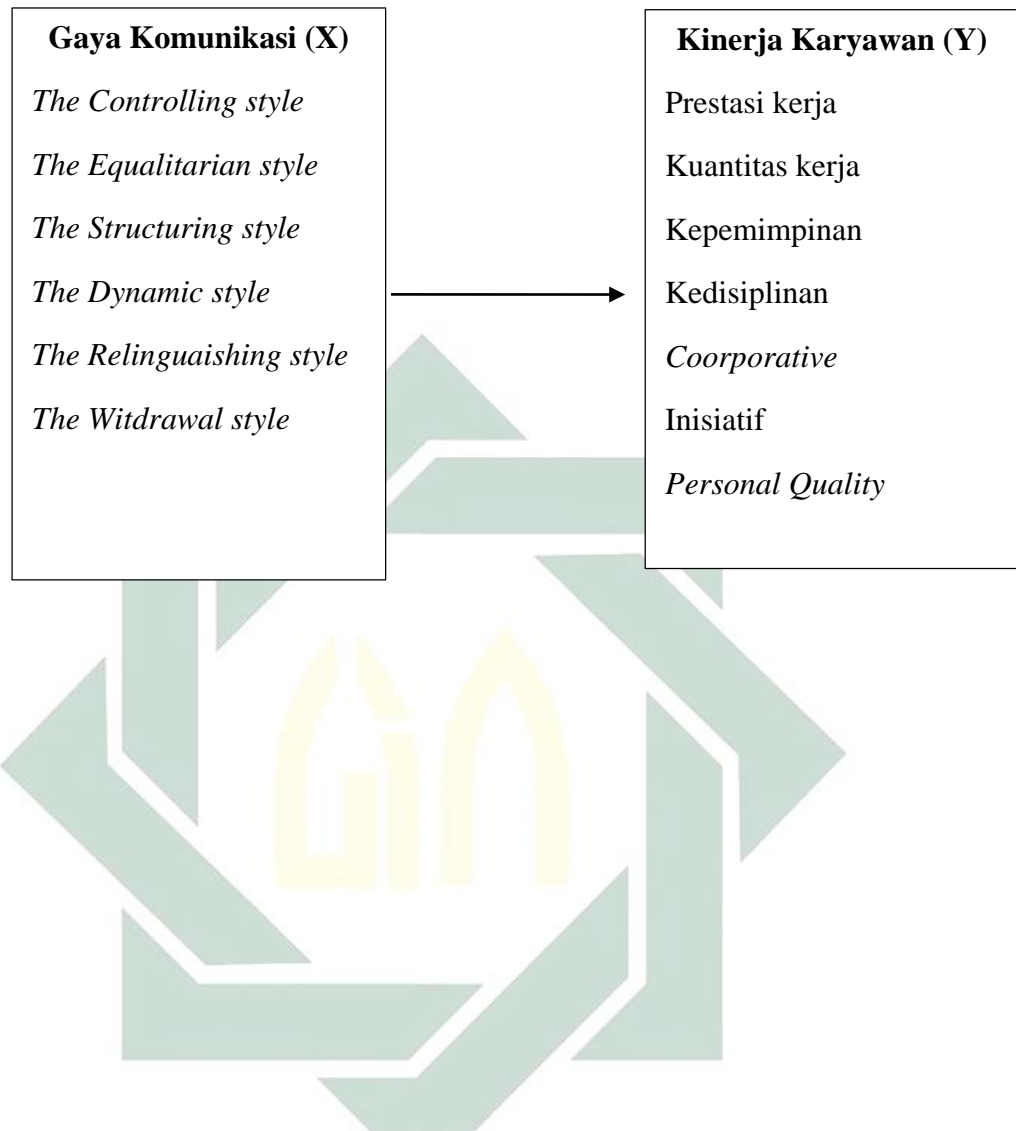 Gaya Komunikasi (X)
The Controlling style
The Equalitarian style
The Structuring style
The Dynamic style
The Relinguaishing style
The Witdrawal style
Kinerja Karyawan (Y)
Prestasi kerja
Kuantitas kerja
Kepemimpinan
Kedisiplinan
Coorporative
Inisiatif
Personal Quality